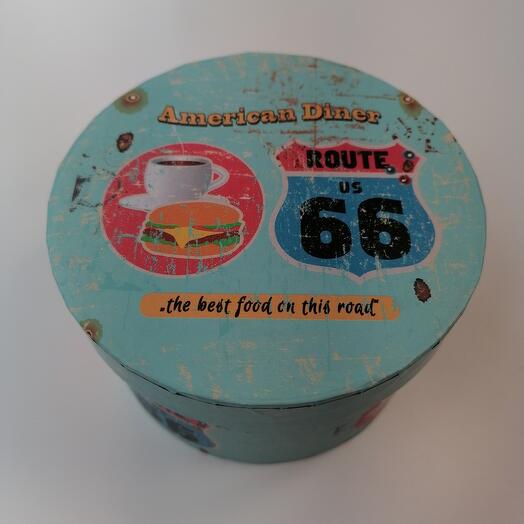 American Diner
ROUTE
US
66
„the best food on this road"